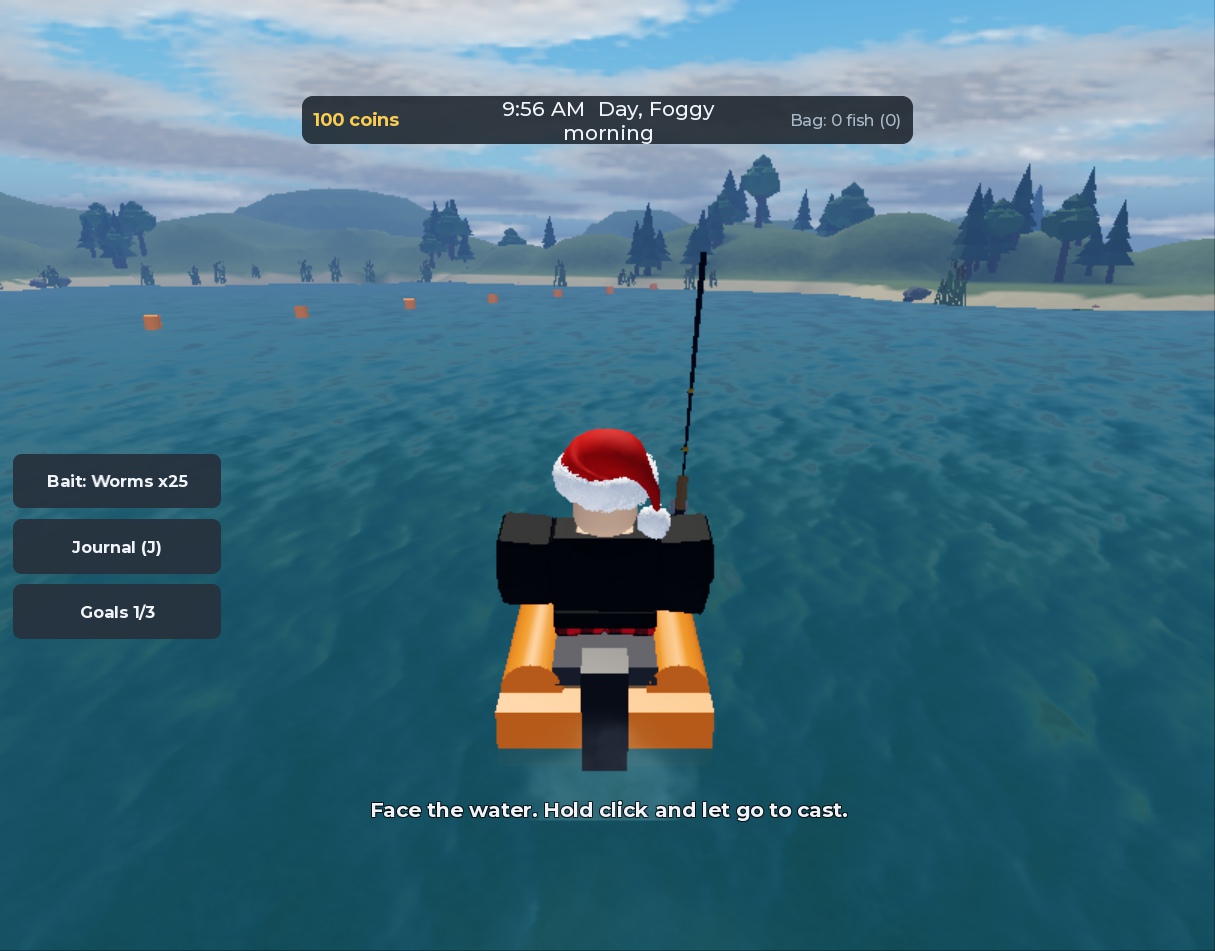 100 coins
9:56 AM  Day, Foggy
morning
Bag: 0 fish (0)
Bait: Worms x25
Journal (J)
Goals 1/3
Face the water. Hold click and let go to cast.